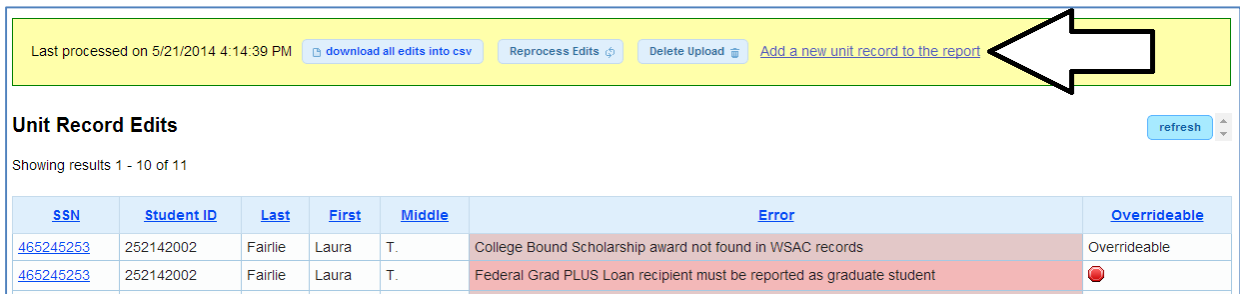 Last processed on 5/21/2014 4:14:39 PM download all edits into csv Reprocess Edits Delete Upload Add a new unit record to the report
Unit Record Edits refresh
Showing results 1 - 10 of 11
SSN Student ID Last First Middle Error Overrideable
465245253 252142002 Fairlie Laura T. College Bound Scholarship award not found in WSAC records Overrideable
465245253 252142002 Fairlie Laura T. Federal Grad PLUS Loan recipient must be reported as graduate student